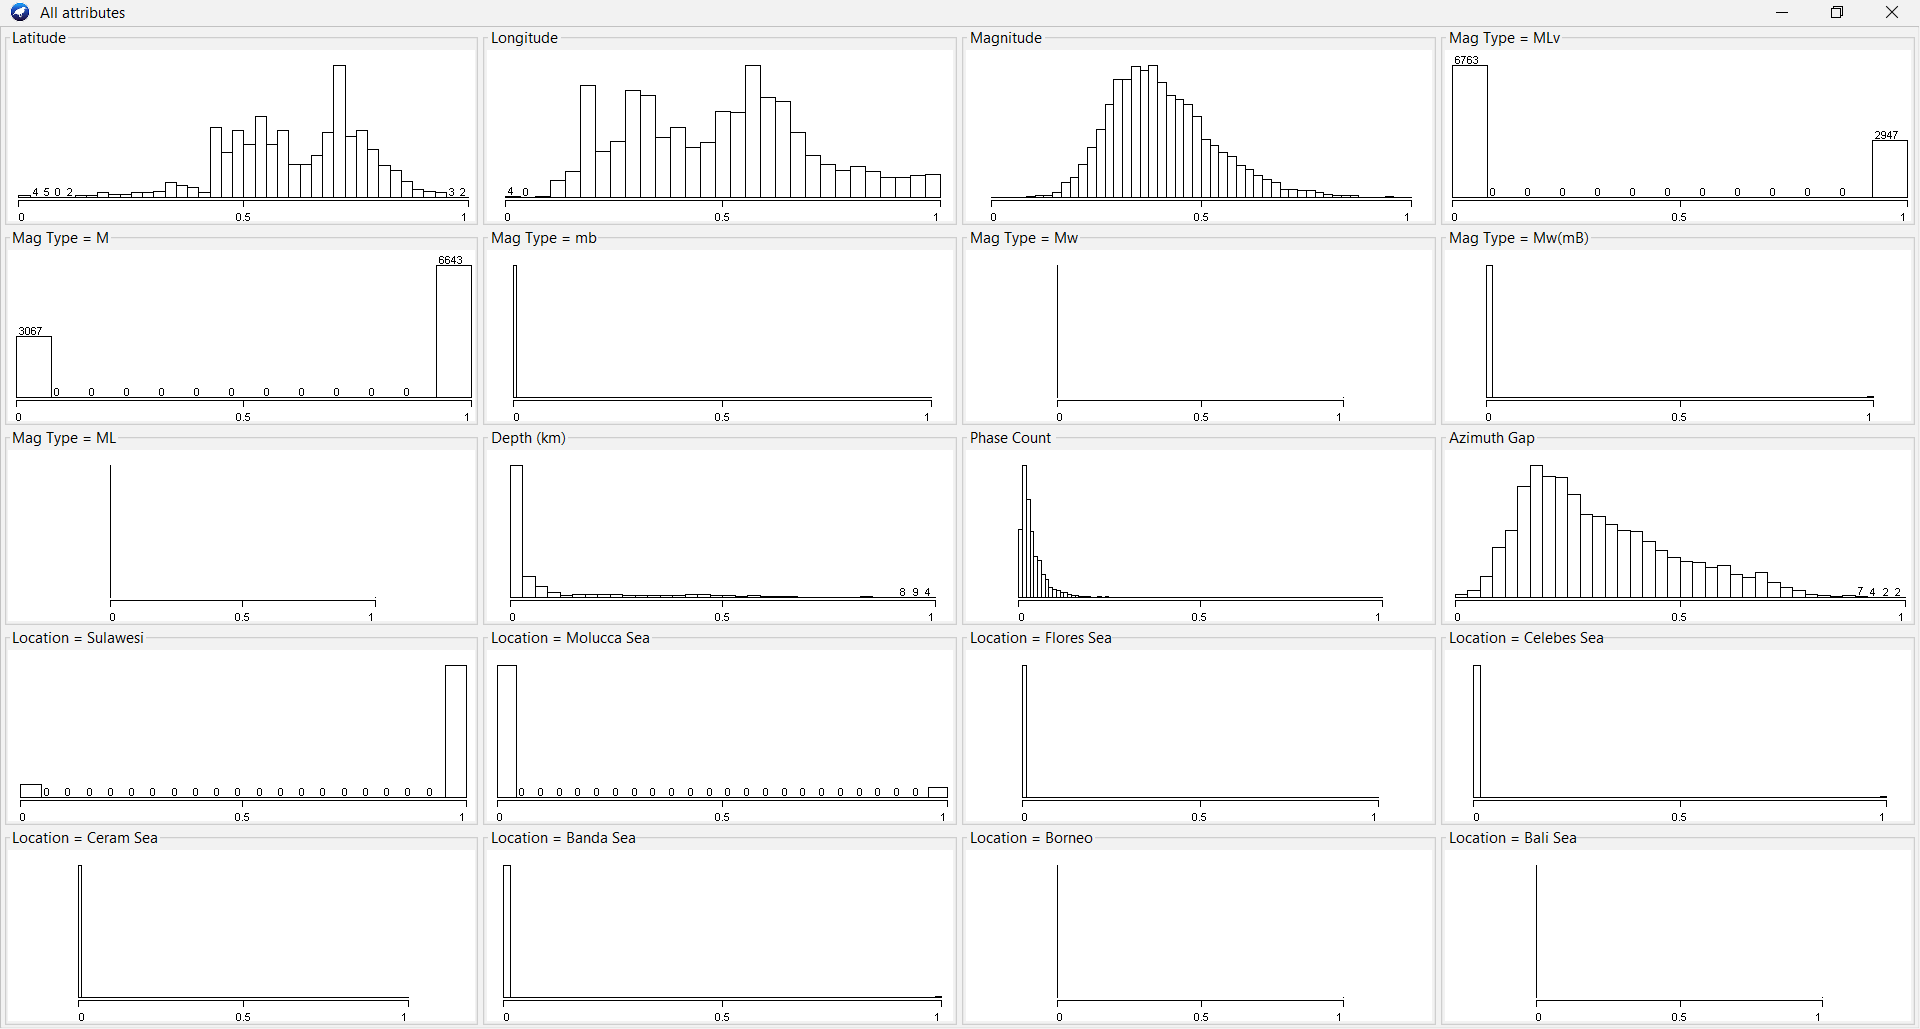 All attributes
Latitude
4 5 0 2 3 2
0 0.5 1
Longitude
4 0
0 0.5 1
Magnitude
0 0.5 1
Mag Type = MLv
6763
2947
0 0 0 0 0 0 0 0 0 0 0
0 0.5 1
Mag Type = M
6643
3067
0 0 0 0 0 0 0 0 0 0 0
0 0.5 1
Mag Type = mb
0 0.5 1
Mag Type = Mw
0 0.5 1
Mag Type = Mw(mB)
0 0.5 1
Mag Type = ML
0 0.5 1
Depth (km)
8 9 4
0 0.5 1
Phase Count
0 0.5 1
Azimuth Gap
7 4 2 2
0 0.5 1
Location = Sulawesi
0 0 0 0 0 0 0 0 0 0 0 0 0 0 0 0 0 0 0
0 0.5 1
Location = Molucca Sea
0 0 0 0 0 0 0 0 0 0 0 0 0 0 0 0 0 0 0
0 0.5 1
Location = Flores Sea
0 0.5 1
Location = Celebes Sea
0 0.5 1
Location = Ceram Sea
0 0.5 1
Location = Banda Sea
0 0.5 1
Location = Borneo
0 0.5 1
Location = Bali Sea
0 0.5 1